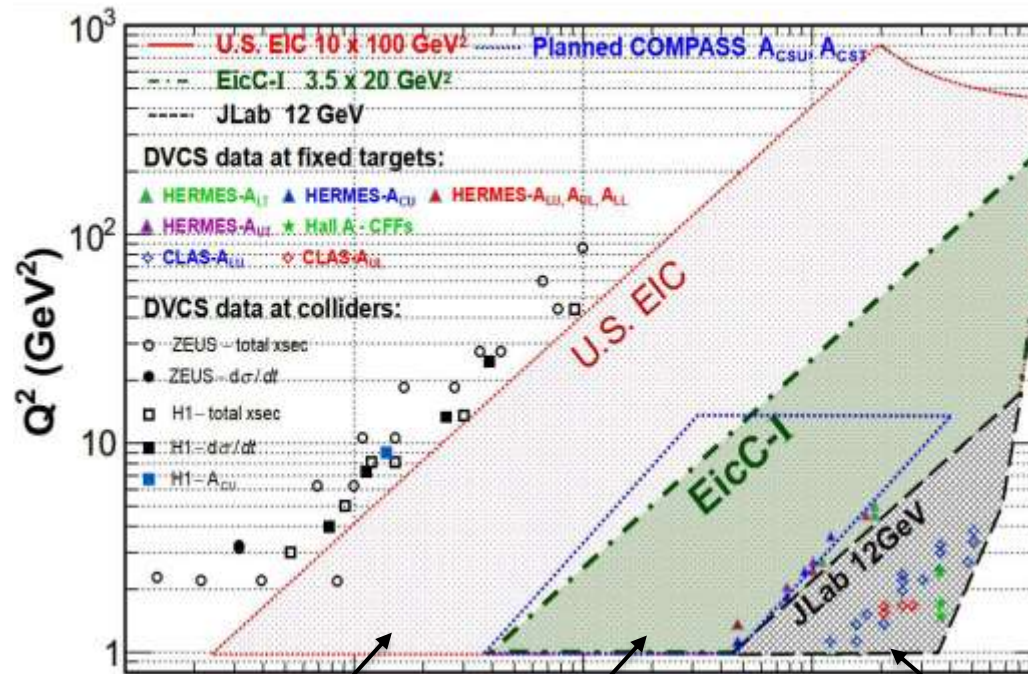 10³
U.S. EIC 10 x 100 GeV²
Planned COMPASS A_CSU, A_CST
EicC-I 3.5 x 20 GeV²
JLab 12 GeV
DVCS data at fixed targets:
HERMES-A_LT HERMES-A_CU HERMES-A_LU, A_UL, A_LL
10²
HERMES-A_UT Hall A - CFFs
CLAS-A_LU CLAS-A_UL
U.S. EIC
DVCS data at colliders:
ZEUS – total xsec
ZEUS – dσ/dt
H1 – total xsec
10
H1 – dσ/dt
H1 – A_CU
EicC-I
JLab 12GeV
1
Q² (GeV²)